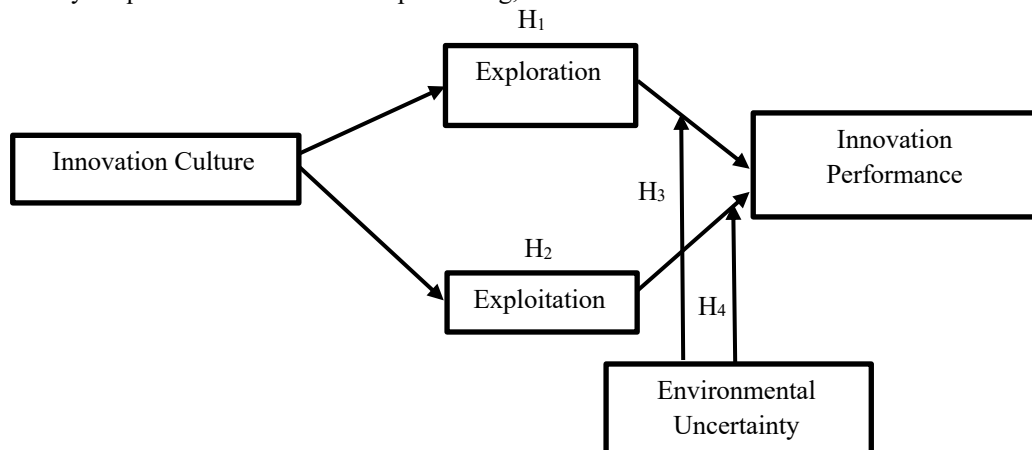 H1
Exploration
Innovation Culture
Innovation
Performance
H3
H2
Exploitation
H4
Environmental
Uncertainty